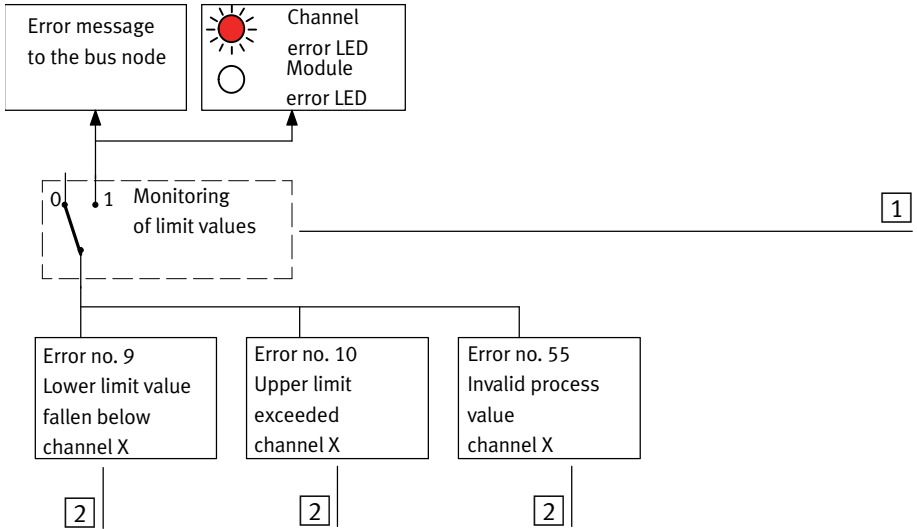 Error message
to the bus node
Channel
error LED
Module
error LED
0
1
Monitoring
of limit values
1
Error no. 9
Lower limit value
fallen below
channel X
Error no. 10
Upper limit
exceeded
channel X
Error no. 55
Invalid process
value
channel X
2
2
2